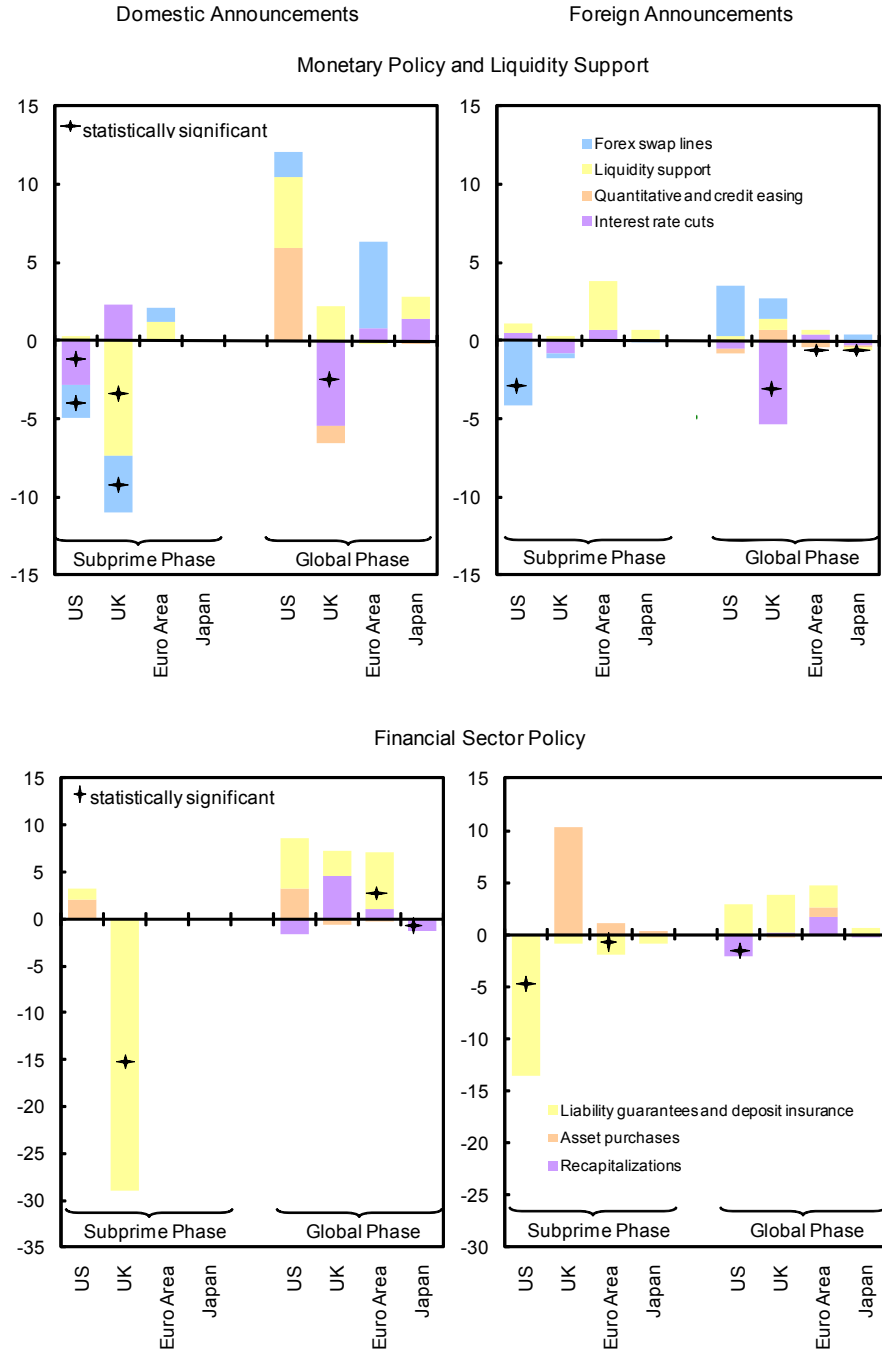 Domestic Announcements
Foreign Announcements
Monetary Policy and Liquidity Support
15
10
5
0
-5
-10
-15
statistically significant
Subprime Phase
Global Phase
US
UK
Euro Area
Japan
US
UK
Euro Area
Japan
15
10
5
0
-5
-10
-15
Forex swap lines
Liquidity support
Quantitative and credit easing
Interest rate cuts
Subprime Phase
Global Phase
US
UK
Euro Area
Japan
US
UK
Euro Area
Japan
Financial Sector Policy
15
10
5
0
-5
-10
-15
-20
-25
-30
-35
statistically significant
Subprime Phase
Global Phase
US
UK
Euro Area
Japan
US
UK
Euro Area
Japan
15
10
5
0
-5
-10
-15
-20
-25
-30
Liability guarantees and deposit insurance
Asset purchases
Recapitalizations
Subprime Phase
Global Phase
US
UK
Euro Area
Japan
US
UK
Euro Area
Japan